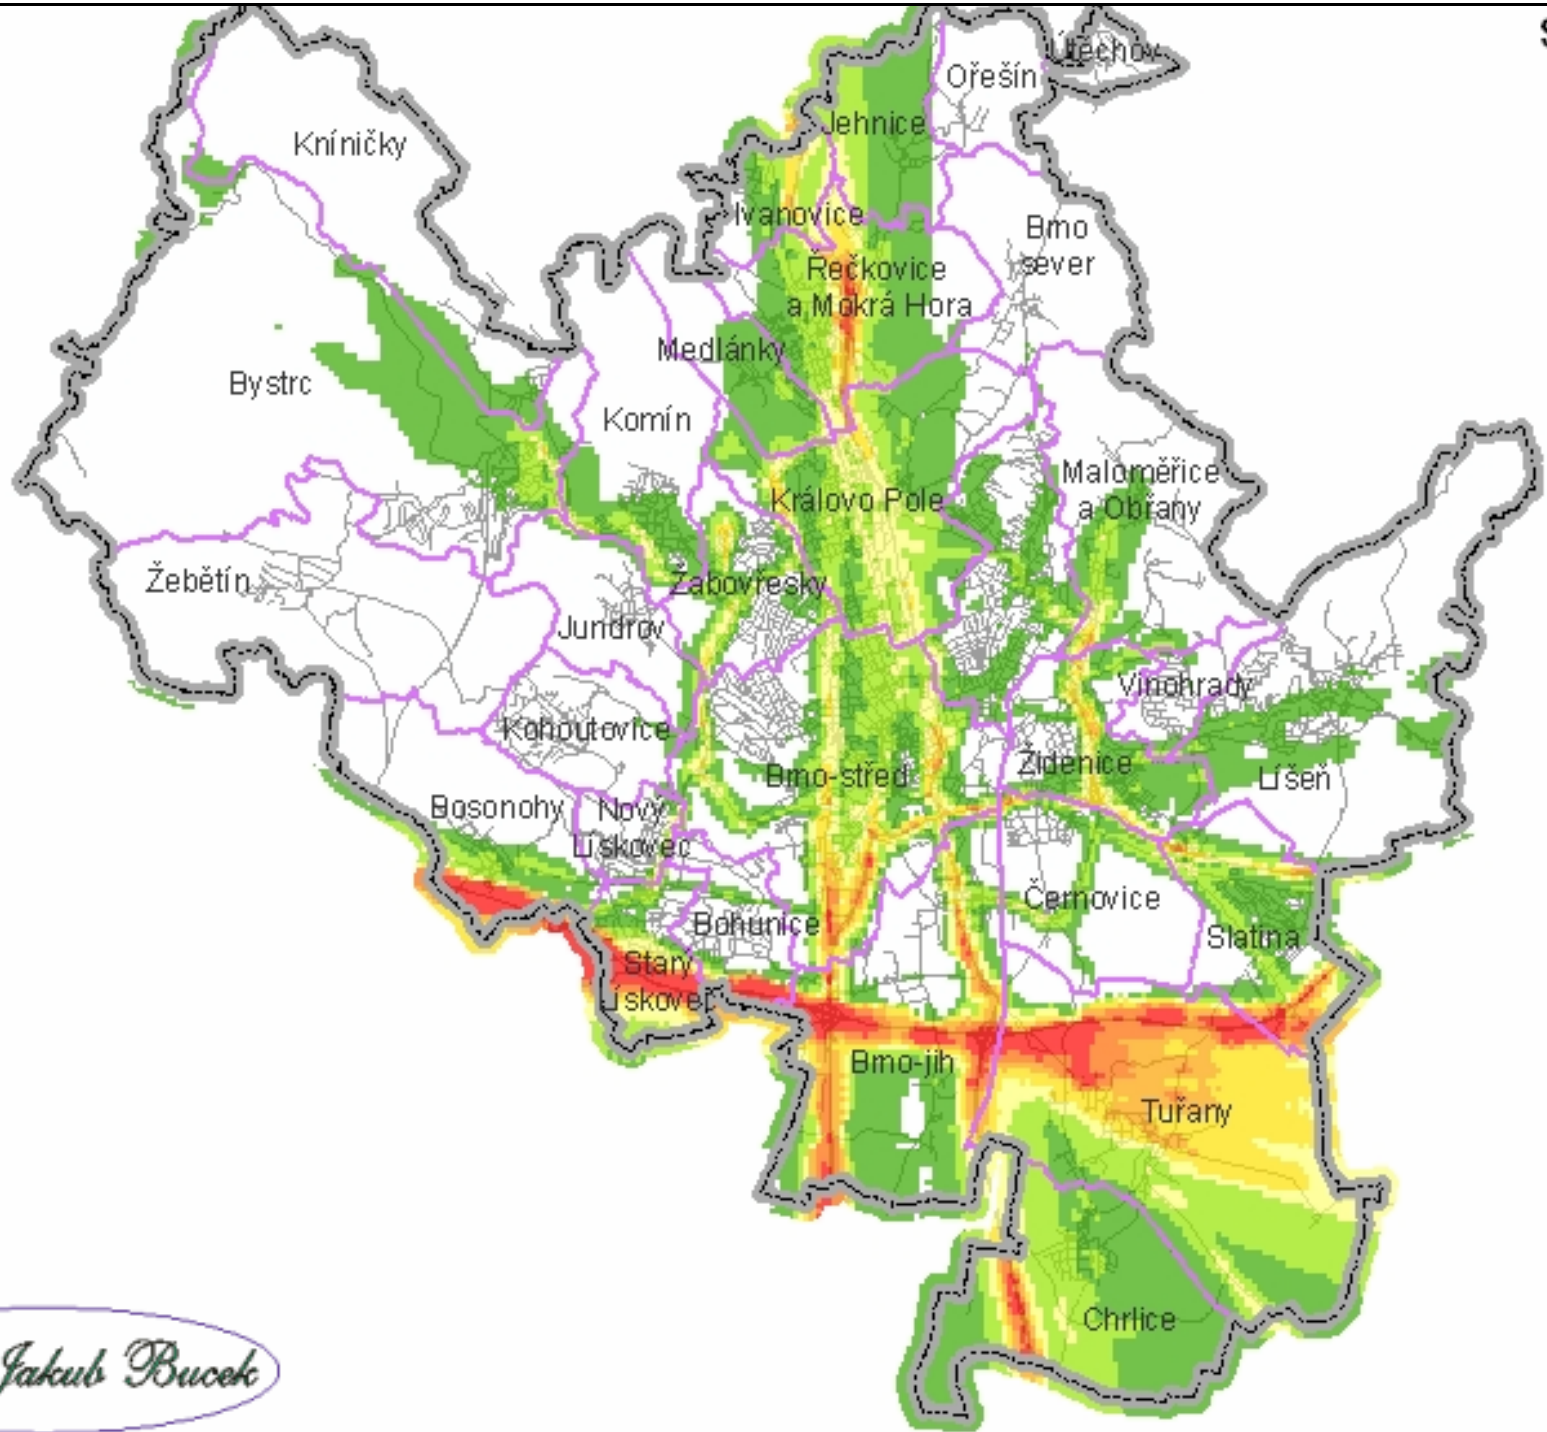 S
Útěchov
Ořešín
Jehnice
Kníničky
Ivanovice
Brno
sever
Řečkovice
a Mokrá Hora
Medlánky
Bystrc
Komín
Maloměřice
a Obřany
Královo Pole
Žebětín
Žabovřesky
Jundrov
Vinohrady
Kohoutovice
Židenice
Brno-střed
Líšeň
Bosonohy
Nový
Lískovec
Černovice
Bohunice
Slatina
Starý
Lískovec
Brno-jih
Tuřany
Chrlice
Jakub Bucek